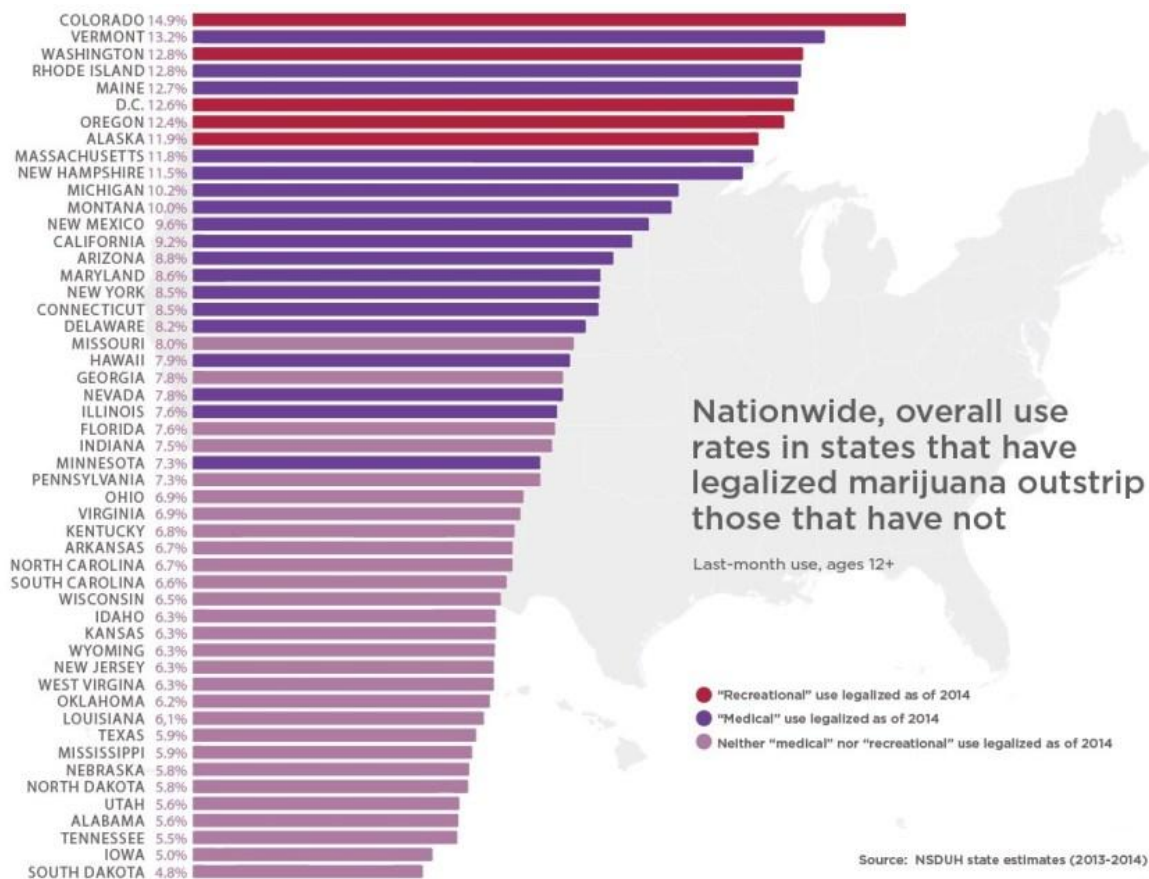 COLORADO 14.9%
VERMONT 13.2%
WASHINGTON 12.8%
RHODE ISLAND 12.8%
MAINE 12.7%
D.C. 12.6%
OREGON 12.4%
ALASKA 11.9%
MASSACHUSETTS 11.8%
NEW HAMPSHIRE 11.5%
MICHIGAN 10.2%
MONTANA 10.0%
NEW MEXICO 9.6%
CALIFORNIA 9.2%
ARIZONA 8.8%
MARYLAND 8.6%
NEW YORK 8.5%
CONNECTICUT 8.5%
DELAWARE 8.2%
MISSOURI 8.0%
HAWAII 7.9%
GEORGIA 7.8%
NEVADA 7.8%
ILLINOIS 7.6%
FLORIDA 7.6%
INDIANA 7.5%
MINNESOTA 7.3%
PENNSYLVANIA 7.3%
OHIO 6.9%
VIRGINIA 6.9%
KENTUCKY 6.8%
ARKANSAS 6.7%
NORTH CAROLINA 6.7%
SOUTH CAROLINA 6.6%
WISCONSIN 6.5%
IDAHO 6.3%
KANSAS 6.3%
WYOMING 6.3%
NEW JERSEY 6.3%
WEST VIRGINA 6.3%
OKLAHOMA 6.2%
LOUISIANA 6,1%
TEXAS 5.9%
MISSISSIPPI 5.9%
NEBRASKA 5.8%
NORTH DAKOTA 5.8%
UTAH 5.6%
ALABAMA 5.6%
TENNESSEE 5.5%
IOWA 5.0%
SOUTH DAKOTA 4.8%
Nationwide, overall use
rates in states that have
legalized marijuana outstrip
those that have not
Last-month use, ages 12+
"Recreational" use legalized as of 2014
"Medical" use legalized as of 2014
Neither "medical" nor "recreational" use legalized as of 2014
Source: NSDUH state estimates (2013-2014)